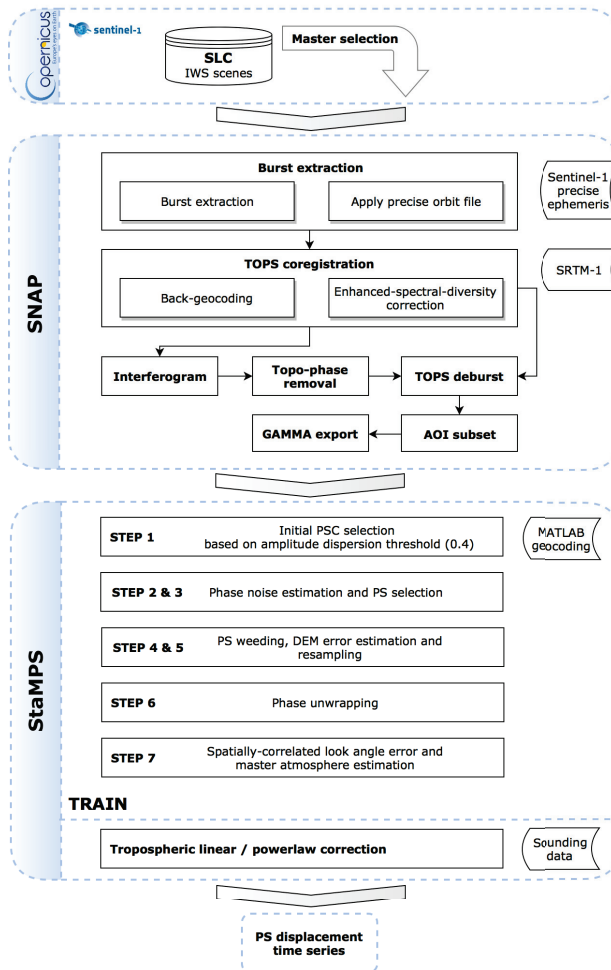 opernicus
sentinel-1
SLC
IWS scenes
Master selection
SNAP
Burst extraction
Burst extraction
Apply precise orbit file
Sentinel-1
precise
ephemeris
TOPS coregistration
Back-geocoding
Enhanced-spectral-diversity
correction
SRTM-1
Interferogram
Topo-phase
removal
TOPS deburst
GAMMA export
AOI subset
StaMPS
STEP 1
Initial PSC selection
based on amplitude dispersion threshold (0.4)
MATLAB
geocoding
STEP 2 & 3
Phase noise estimation and PS selection
STEP 4 & 5
PS weeding, DEM error estimation and
resampling
STEP 6
Phase unwrapping
STEP 7
Spatially-correlated look angle error and
master atmosphere estimation
TRAIN
Tropospheric linear / powerlaw correction
Sounding
data
PS displacement
time series